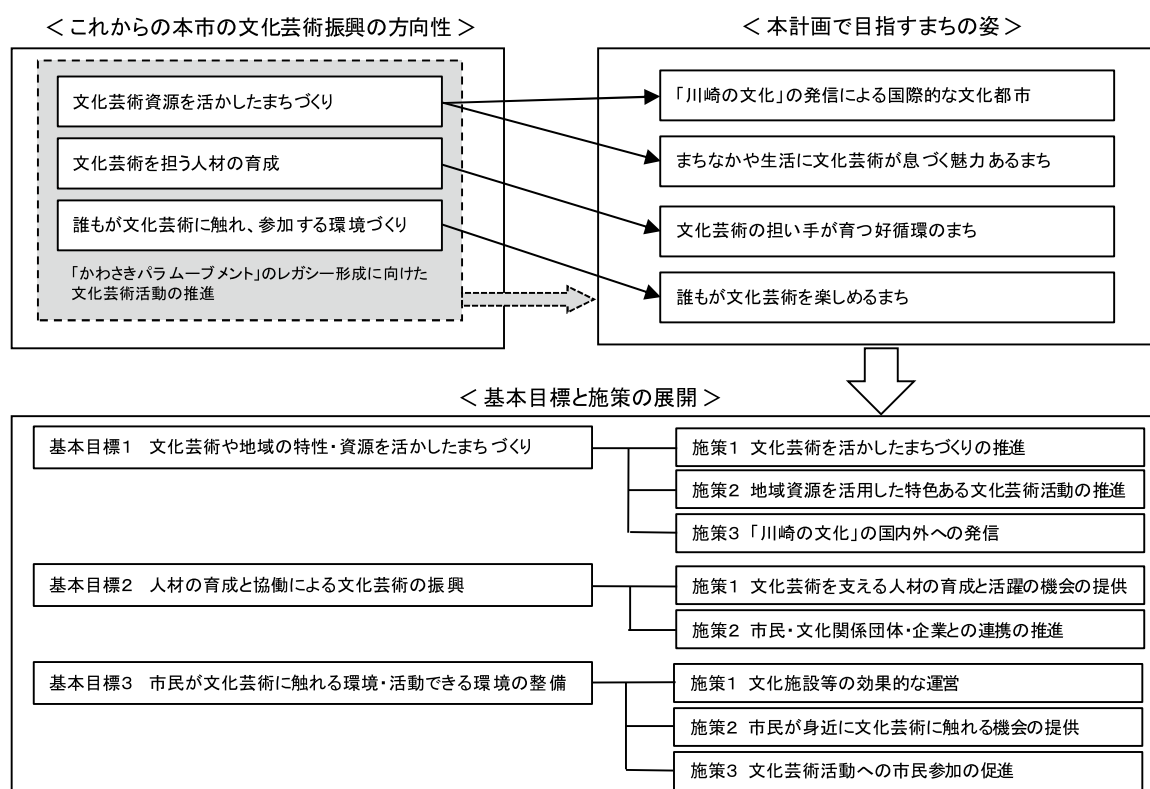 ＜これからの本市の文化芸術振興の方向性＞
文化芸術資源を活かしたまちづくり
文化芸術を担う人材の育成
誰もが文化芸術に触れ、参加する環境づくり
「かわさきパラムーブメント」のレガシー形成に向けた
文化芸術活動の推進
＜本計画で目指すまちの姿＞
「川崎の文化」の発信による国際的な文化都市
まちなかや生活に文化芸術が息づく魅力あるまち
文化芸術の担い手が育つ好循環のまち
誰もが文化芸術を楽しめるまち
＜基本目標と施策の展開＞
基本目標１　文化芸術や地域の特性・資源を活かしたまちづくり
施策１ 文化芸術を活かしたまちづくりの推進
施策２ 地域資源を活用した特色ある文化芸術活動の推進
施策３ 「川崎の文化」の国内外への発信
基本目標２　人材の育成と協働による文化芸術の振興
施策１ 文化芸術を支える人材の育成と活躍の機会の提供
施策２ 市民・文化関係団体・企業との連携の推進
基本目標３　市民が文化芸術に触れる環境・活動できる環境の整備
施策１ 文化施設等の効果的な運営
施策２ 市民が身近に文化芸術に触れる機会の提供
施策３ 文化芸術活動への市民参加の促進